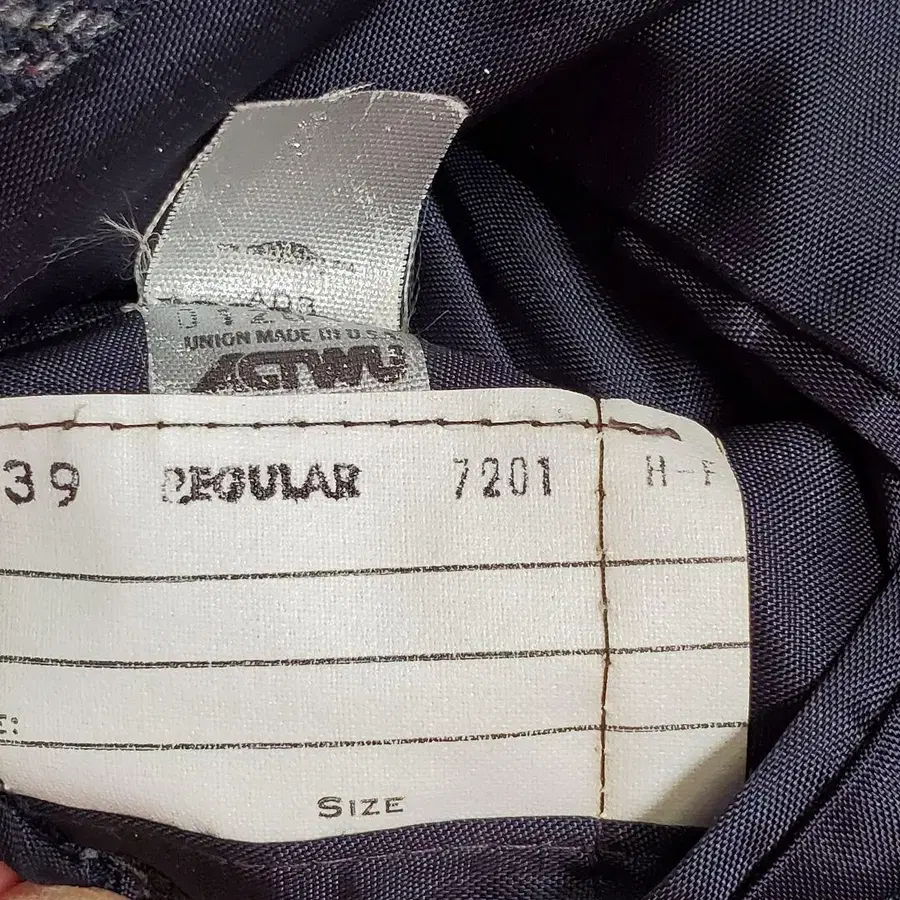 UNION MADE IN U.S.A
ACTWU
39 REGULAR 7201 H-
E:
SIZE